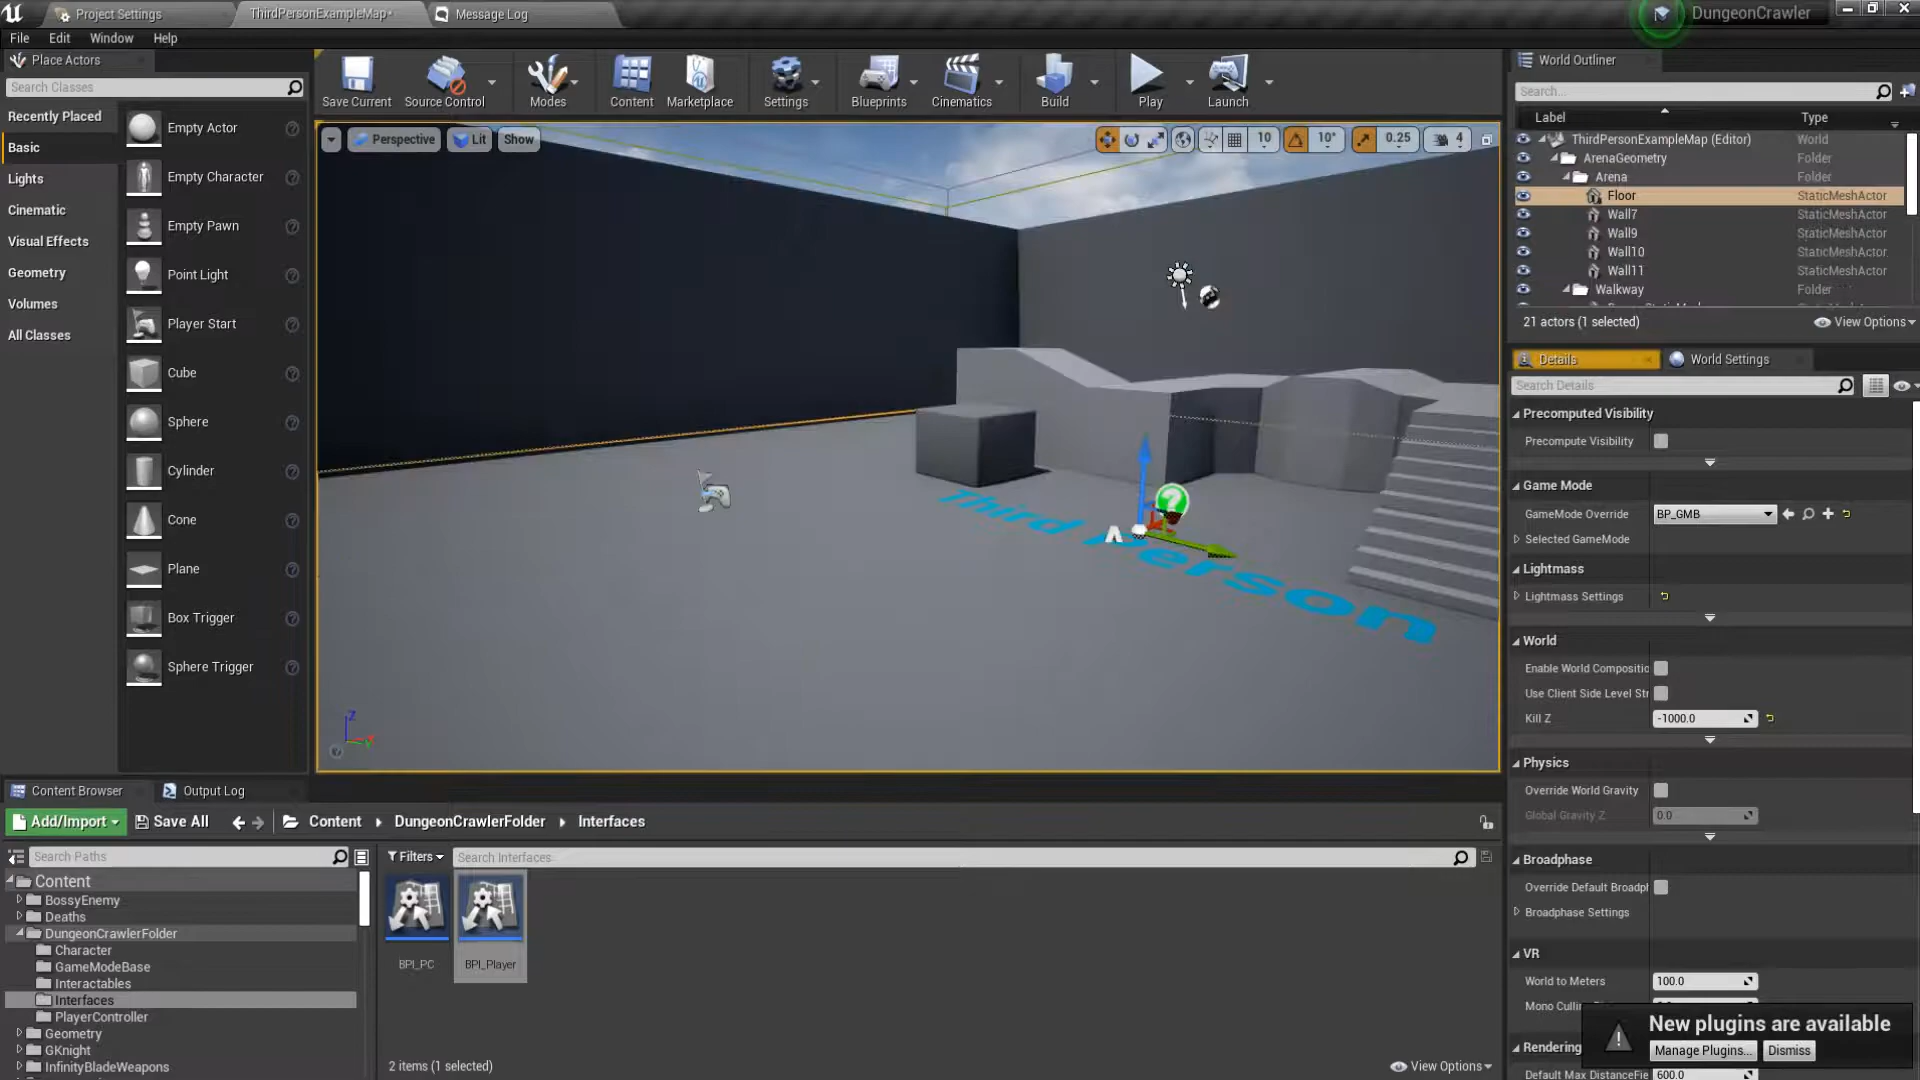 Project Settings
ThirdPersonExampleMap*
Message Log
DungeonCrawler
File Edit Window Help
Place Actors
Search Classes
Recently Placed
Basic
Lights
Cinematic
Visual Effects
Geometry
Volumes
All Classes
Empty Actor
Empty Character
Empty Pawn
Point Light
Player Start
Cube
Sphere
Cylinder
Cone
Plane
Box Trigger
Sphere Trigger
Save Current
Source Control
Modes
Content
Marketplace
Settings
Blueprints
Cinematics
Build
Play
Launch
Perspective Lit Show
10 10° 0.25 4
Third Person
Z
World Outliner
Search...
Label Type
ThirdPersonExampleMap (Editor) World
ArenaGeometry Folder
Arena Folder
Floor StaticMeshActor
Wall7 StaticMeshActor
Wall9 StaticMeshActor
Wall10 StaticMeshActor
Wall11 StaticMeshActor
Walkway Folder
21 actors (1 selected) View Options
Details World Settings
Search Details
Precomputed Visibility
Precompute Visibility
Game Mode
GameMode Override BP_GMB
Selected GameMode
Lightmass
Lightmass Settings
World
Enable World Compositio
Use Client Side Level Str
Kill Z -1000.0
Physics
Override World Gravity
Global Gravity Z 0.0
Broadphase
Override Default Broadph
Broadphase Settings
VR
World to Meters 100.0
Mono Culli
Rendering
Default Max DistanceFie 600.0
New plugins are available
Manage Plugins... Dismiss
Content Browser Output Log
Add/Import Save All Content DungeonCrawlerFolder Interfaces
Search Paths
Filters Search Interfaces
Content
BossyEnemy
Deaths
DungeonCrawlerFolder
Character
GameModeBase
Interactables
Interfaces
PlayerController
Geometry
GKnight
InfinityBladeWeapons
BPI_PC
BPI_Player
2 items (1 selected) View Options